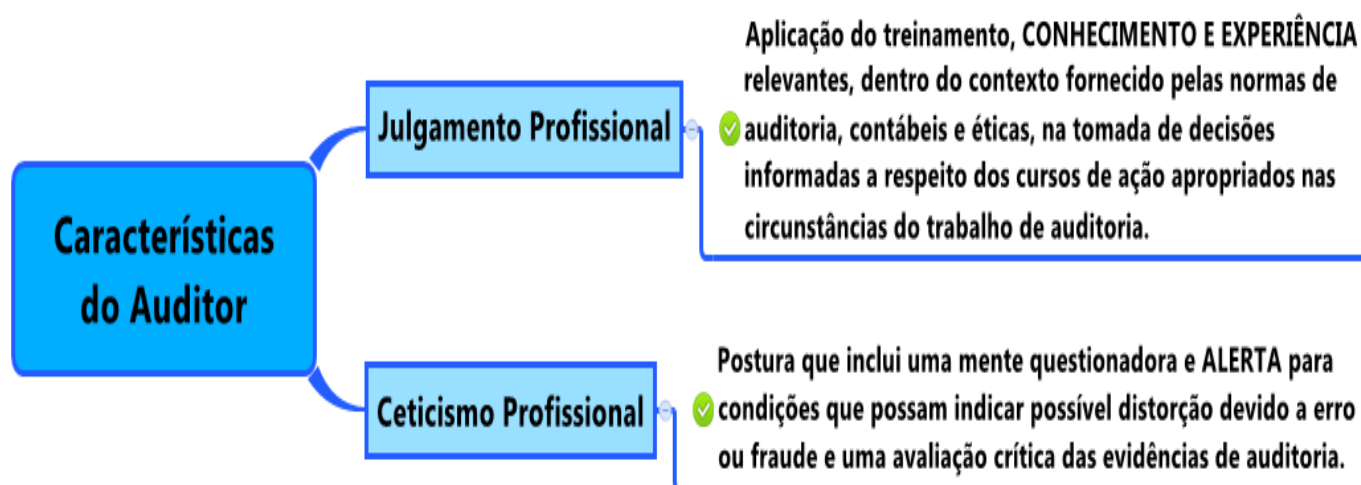 Características
do Auditor
Julgamento Profissional
Aplicação do treinamento, CONHECIMENTO E EXPERIÊNCIA
relevantes, dentro do contexto fornecido pelas normas de
auditoria, contábeis e éticas, na tomada de decisões
informadas a respeito dos cursos de ação apropriados nas
circunstâncias do trabalho de auditoria.
Ceticismo Profissional
Postura que inclui uma mente questionadora e ALERTA para
condições que possam indicar possível distorção devido a erro
ou fraude e uma avaliação crítica das evidências de auditoria.